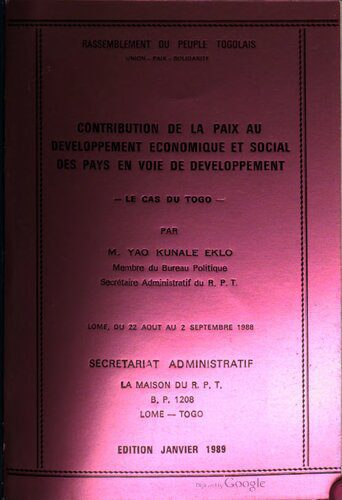 RASSEMBLEMENT DU PEUPLE TOGOLAIS
UNION - PAIX - SOLIDARITE
CONTRIBUTION DE LA PAIX AU
DEVELOPPEMENT ECONOMIQUE ET SOCIAL
DES PAYS EN VOIE DE DEVELOPPEMENT
— LE CAS DU TOGO —
PAR
M. YAO KUNALE EKLO
Membre du Bureau Politique
Secrétaire Administratif du R. P. T.
LOME, DU 22 AOUT AU 2 SEPTEMBRE 1988
SECRETARIAT ADMINISTRATIF
LA MAISON DU R. P. T.
B. P. 1208
LOME — TOGO
EDITION JANVIER 1989
Digitized by Google